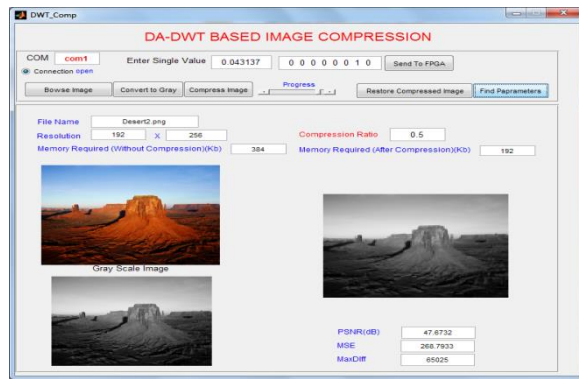 DWT_Comp
DA-DWT BASED IMAGE COMPRESSION
COM com1 Enter Single Value 0.043137 0 0 0 0 0 0 1 0 Send To FPGA
Connection open
Browse Image Convert to Gray Compress Image Progress Restore Compressed Image Find Paprameters
File Name Desert2.png
Resolution 192 X 256 Compression Ratio 0.5
Memory Required (Without Compression)(Kb) 384 Memory Required (After Compression)(Kb) 192
Gray Scale Image
PSNR(dB) 47.6732
MSE 268.7933
MaxDiff 65025